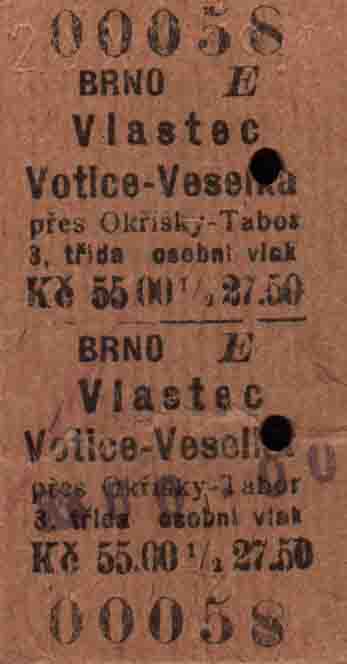 00058
BRNO E
Vlastec
Votice-Veselka
přes Okřísky-Tabor
3. třída osobní vlak
Kč 55.00 1/2 27.50
BRNO E
Vlastec
Votice-Veselka
přes Okřísky-Tabor
3. třída osobní vlak
Kč 55.00 1/2 27.50
00058